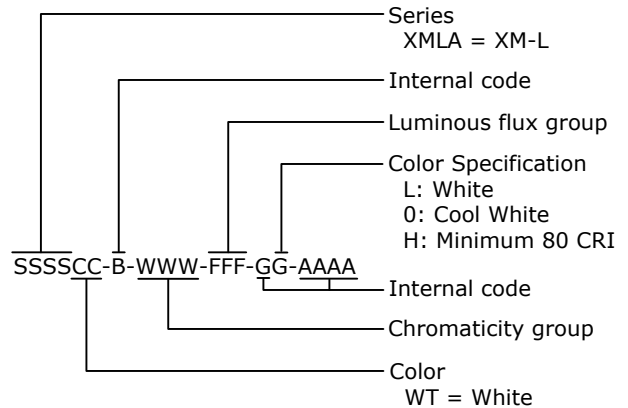 Series
XMLA = XM-L
Internal code
Luminous flux group
Color Specification
L: White
0: Cool White
H: Minimum 80 CRI
SSSSCC-B-WWW-FFF-GG-AAAA
Internal code
Chromaticity group
Color
WT = White